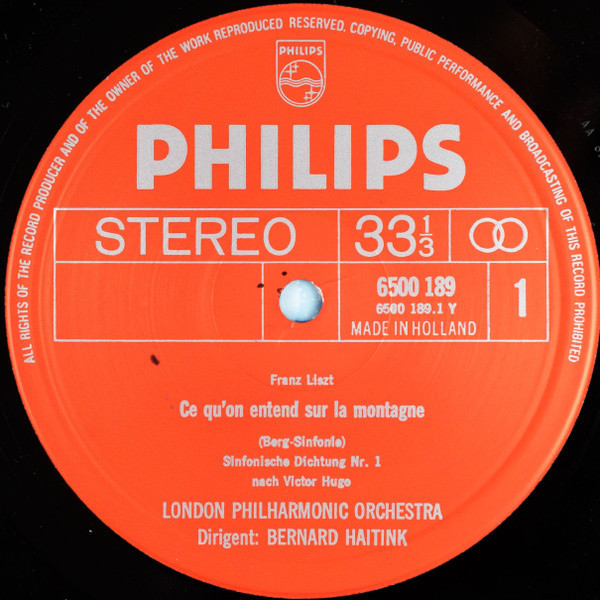 ALL RIGHTS OF THE RECORD PRODUCER AND OF THE OWNER OF THE WORK REPRODUCED RESERVED. COPYING, PUBLIC PERFORMANCE AND BROADCASTING OF THIS RECORD PROHIBITED
PHILIPS
PHILIPS
STEREO 33 1/3
6500 189 1
6500 189.1 Y
MADE IN HOLLAND
Franz Liszt
Ce qu'on entend sur la montagne
(Berg-Sinfonie)
Sinfonische Dichtung Nr. 1
nach Victor Hugo
LONDON PHILHARMONIC ORCHESTRA
Dirigent: BERNARD HAITINK